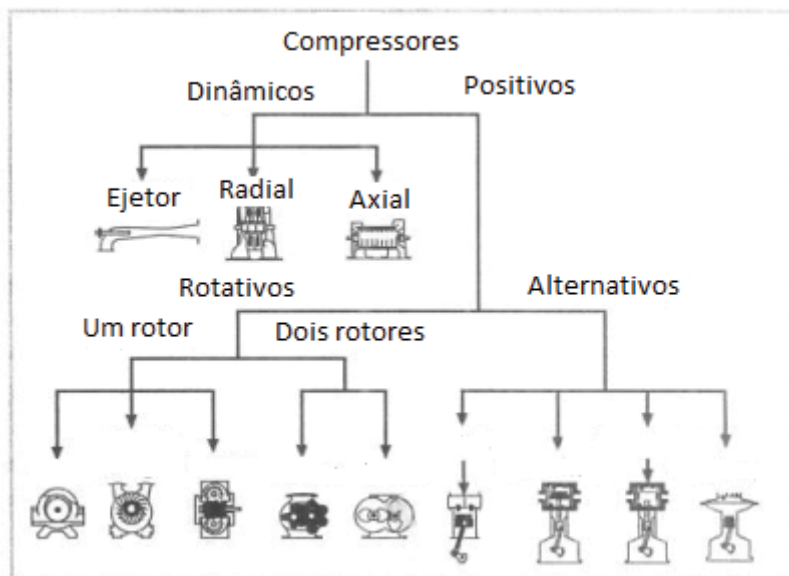 Compressores
Dinâmicos
Positivos
Ejetor
Radial
Axial
Rotativos
Alternativos
Um rotor
Dois rotores